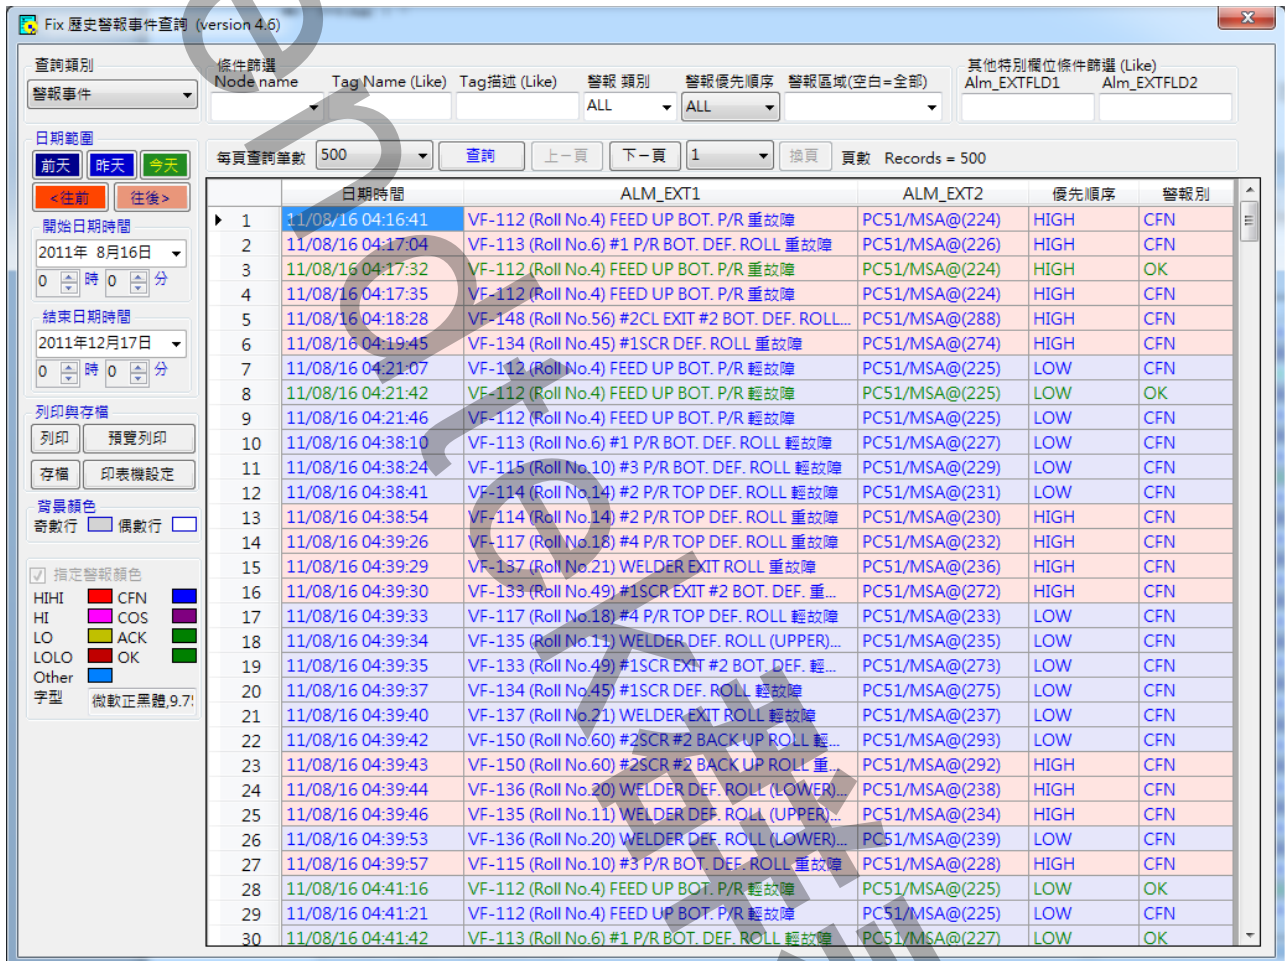 Fix 歷史警報事件查詢 (version 4.6)
查詢類別
警報事件
條件篩選
Node name Tag Name (Like) Tag描述 (Like) 警報 類別 警報優先順序 警報區域(空白=全部)
ALL ALL
其他特別欄位條件篩選 (Like)
Alm_EXTFLD1 Alm_EXTFLD2
日期範圍
前天 昨天 今天
<往前 往後>
開始日期時間
2011年 8月16日
0 時 0 分
結束日期時間
2011年12月17日
0 時 0 分
列印與存檔
列印 預覽列印
存檔 印表機設定
背景顏色
奇數行 偶數行
指定警報顏色
HIHI CFN
HI COS
LO ACK
LOLO OK
Other
字型 微軟正黑體,9.7
每頁查詢筆數 500 查詢 上一頁 下一頁 1 換頁 頁數 Records = 500
日期時間 ALM_EXT1 ALM_EXT2 優先順序 警報別
1 11/08/16 04:16:41 VF-112 (Roll No.4) FEED UP BOT. P/R 重故障 PC51/MSA@(224) HIGH CFN
2 11/08/16 04:17:04 VF-113 (Roll No.6) #1 P/R BOT. DEF. ROLL 重故障 PC51/MSA@(226) HIGH CFN
3 11/08/16 04:17:32 VF-112 (Roll No.4) FEED UP BOT. P/R 重故障 PC51/MSA@(224) HIGH OK
4 11/08/16 04:17:35 VF-112 (Roll No.4) FEED UP BOT. P/R 重故障 PC51/MSA@(224) HIGH CFN
5 11/08/16 04:18:28 VF-148 (Roll No.56) #2CL EXIT #2 BOT. DEF. ROLL... PC51/MSA@(288) HIGH CFN
6 11/08/16 04:19:45 VF-134 (Roll No.45) #1SCR DEF. ROLL 重故障 PC51/MSA@(274) HIGH CFN
7 11/08/16 04:21:07 VF-112 (Roll No.4) FEED UP BOT. P/R 輕故障 PC51/MSA@(225) LOW CFN
8 11/08/16 04:21:42 VF-112 (Roll No.4) FEED UP BOT. P/R 輕故障 PC51/MSA@(225) LOW OK
9 11/08/16 04:21:46 VF-112 (Roll No.4) FEED UP BOT. P/R 輕故障 PC51/MSA@(225) LOW CFN
10 11/08/16 04:38:10 VF-113 (Roll No.6) #1 P/R BOT. DEF. ROLL 輕故障 PC51/MSA@(227) LOW CFN
11 11/08/16 04:38:24 VF-115 (Roll No.10) #3 P/R BOT. DEF. ROLL 輕故障 PC51/MSA@(229) LOW CFN
12 11/08/16 04:38:41 VF-114 (Roll No.14) #2 P/R TOP DEF. ROLL 輕故障 PC51/MSA@(231) LOW CFN
13 11/08/16 04:38:54 VF-114 (Roll No.14) #2 P/R TOP DEF. ROLL 重故障 PC51/MSA@(230) HIGH CFN
14 11/08/16 04:39:26 VF-117 (Roll No.18) #4 P/R TOP DEF. ROLL 重故障 PC51/MSA@(232) HIGH CFN
15 11/08/16 04:39:29 VF-137 (Roll No.21) WELDER EXIT ROLL 重故障 PC51/MSA@(236) HIGH CFN
16 11/08/16 04:39:30 VF-133 (Roll No.49) #1SCR EXIT #2 BOT. DEF. 重... PC51/MSA@(272) HIGH CFN
17 11/08/16 04:39:33 VF-117 (Roll No.18) #4 P/R TOP DEF. ROLL 輕故障 PC51/MSA@(233) LOW CFN
18 11/08/16 04:39:34 VF-135 (Roll No.11) WELDER DEF. ROLL (UPPER)... PC51/MSA@(235) LOW CFN
19 11/08/16 04:39:35 VF-133 (Roll No.49) #1SCR EXIT #2 BOT. DEF. 輕... PC51/MSA@(273) LOW CFN
20 11/08/16 04:39:37 VF-134 (Roll No.45) #1SCR DEF. ROLL 輕故障 PC51/MSA@(275) LOW CFN
21 11/08/16 04:39:40 VF-137 (Roll No.21) WELDER EXIT ROLL 輕故障 PC51/MSA@(237) LOW CFN
22 11/08/16 04:39:42 VF-150 (Roll No.60) #2SCR #2 BACK UP ROLL 輕... PC51/MSA@(293) LOW CFN
23 11/08/16 04:39:43 VF-150 (Roll No.60) #2SCR #2 BACK UP ROLL 重... PC51/MSA@(292) HIGH CFN
24 11/08/16 04:39:44 VF-136 (Roll No.20) WELDER DEF. ROLL (LOWER)... PC51/MSA@(238) HIGH CFN
25 11/08/16 04:39:46 VF-135 (Roll No.11) WELDER DEF. ROLL (UPPER)... PC51/MSA@(234) HIGH CFN
26 11/08/16 04:39:53 VF-136 (Roll No.20) WELDER DEF. ROLL (LOWER)... PC51/MSA@(239) LOW CFN
27 11/08/16 04:39:57 VF-115 (Roll No.10) #3 P/R BOT. DEF. ROLL 重故障 PC51/MSA@(228) HIGH CFN
28 11/08/16 04:41:16 VF-112 (Roll No.4) FEED UP BOT. P/R 輕故障 PC51/MSA@(225) LOW OK
29 11/08/16 04:41:21 VF-112 (Roll No.4) FEED UP BOT. P/R 輕故障 PC51/MSA@(225) LOW CFN
30 11/08/16 04:41:42 VF-113 (Roll No.6) #1 P/R BOT. DEF. ROLL 輕故障 PC51/MSA@(227) LOW OK